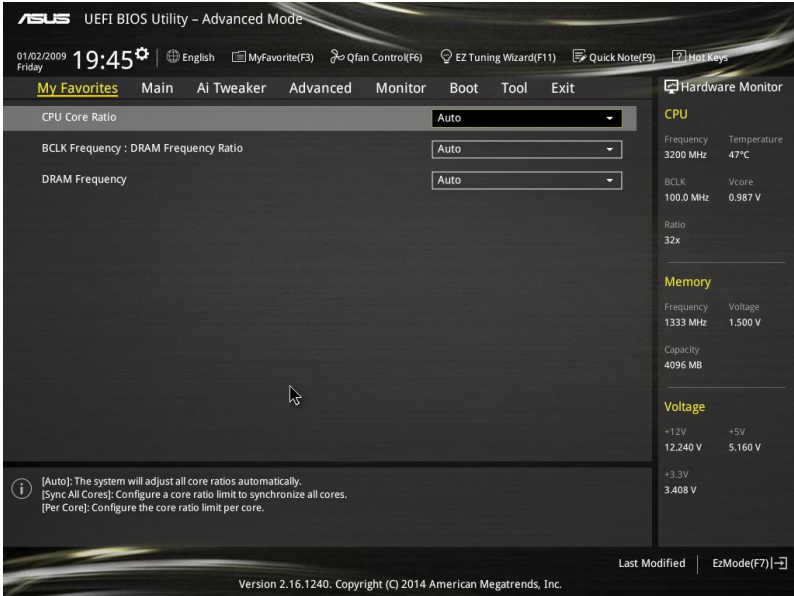 ASUS UEFI BIOS Utility – Advanced Mode
01/02/2009
Friday
19:45
English MyFavorite(F3) Qfan Control(F6) EZ Tuning Wizard(F11) Quick Note(F9) ? Hot Keys
My Favorites Main Ai Tweaker Advanced Monitor Boot Tool Exit
CPU Core Ratio Auto
BCLK Frequency : DRAM Frequency Ratio Auto
DRAM Frequency Auto
Hardware Monitor
CPU
Frequency Temperature
3200 MHz 47°C
BCLK Vcore
100.0 MHz 0.987 V
Ratio
32x
Memory
Frequency Voltage
1333 MHz 1.500 V
Capacity
4096 MB
Voltage
+12V +5V
12.240 V 5.160 V
+3.3V
3.408 V
i
[Auto]: The system will adjust all core ratios automatically.
[Sync All Cores]: Configure a core ratio limit to synchronize all cores.
[Per Core]: Configure the core ratio limit per core.
Last Modified EzMode(F7)
Version 2.16.1240. Copyright (C) 2014 American Megatrends, Inc.